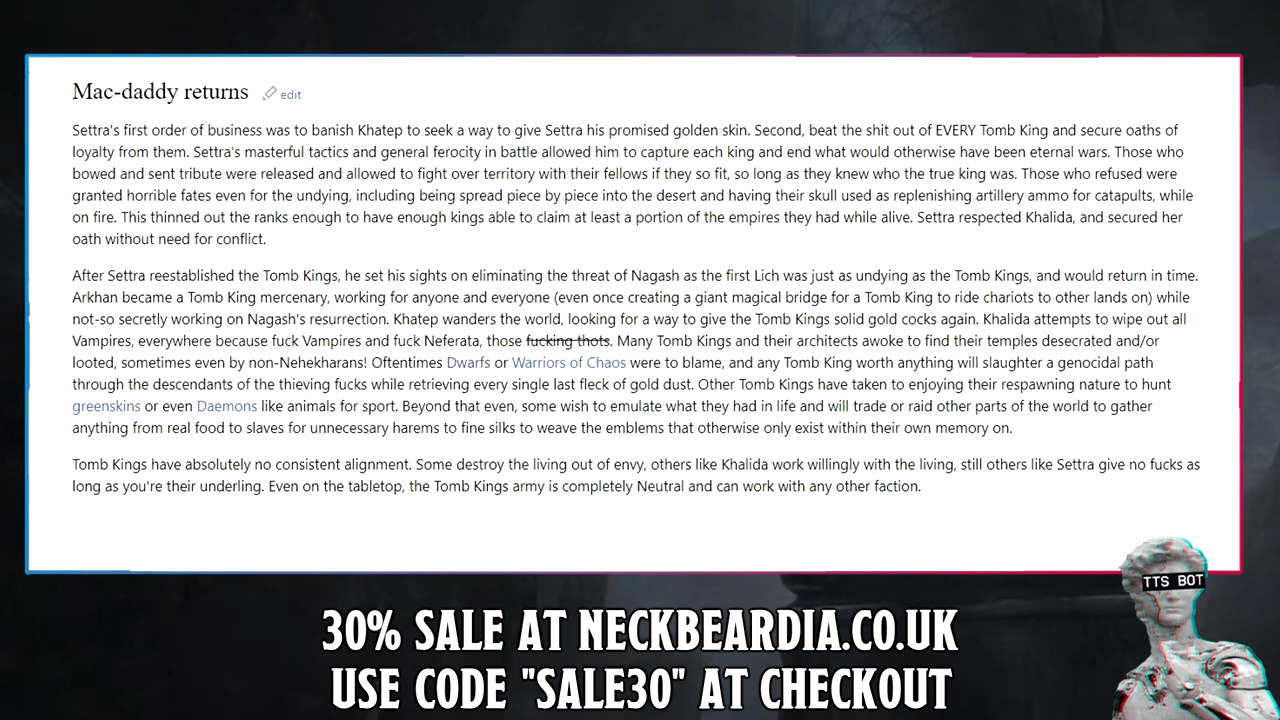 Mac-daddy returns edit
Settra's first order of business was to banish Khatep to seek a way to give Settra his promised golden skin. Second, beat the shit out of EVERY Tomb King and secure oaths of
loyalty from them. Settra's masterful tactics and general ferocity in battle allowed him to capture each king and end what would otherwise have been eternal wars. Those who
bowed and sent tribute were released and allowed to fight over territory with their fellows if they so fit, so long as they knew who the true king was. Those who refused were
granted horrible fates even for the undying, including being spread piece by piece into the desert and having their skull used as replenishing artillery ammo for catapults, while
on fire. This thinned out the ranks enough to have enough kings able to claim at least a portion of the empires they had while alive. Settra respected Khalida, and secured her
oath without need for conflict.
After Settra reestablished the Tomb Kings, he set his sights on eliminating the threat of Nagash as the first Lich was just as undying as the Tomb Kings, and would return in time.
Arkhan became a Tomb King mercenary, working for anyone and everyone (even once creating a giant magical bridge for a Tomb King to ride chariots to other lands on) while
not-so secretly working on Nagash's resurrection. Khatep wanders the world, looking for a way to give the Tomb Kings solid gold cocks again. Khalida attempts to wipe out all
Vampires, everywhere because fuck Vampires and fuck Neferata, those fucking thots. Many Tomb Kings and their architects awoke to find their temples desecrated and/or
looted, sometimes even by non-Nehekharans! Oftentimes Dwarfs or Warriors of Chaos were to blame, and any Tomb King worth anything will slaughter a genocidal path
through the descendants of the thieving fucks while retrieving every single last fleck of gold dust. Other Tomb Kings have taken to enjoying their respawning nature to hunt
greenskins or even Daemons like animals for sport. Beyond that even, some wish to emulate what they had in life and will trade or raid other parts of the world to gather
anything from real food to slaves for unnecessary harems to fine silks to weave the emblems that otherwise only exist within their own memory on.
Tomb Kings have absolutely no consistent alignment. Some destroy the living out of envy, others like Khalida work willingly with the living, still others like Settra give no fucks as
long as you're their underling. Even on the tabletop, the Tomb Kings army is completely Neutral and can work with any other faction.
TTS BOT
30% SALE AT NECKBEARDIA.CO.UK
USE CODE "SALE30" AT CHECKOUT